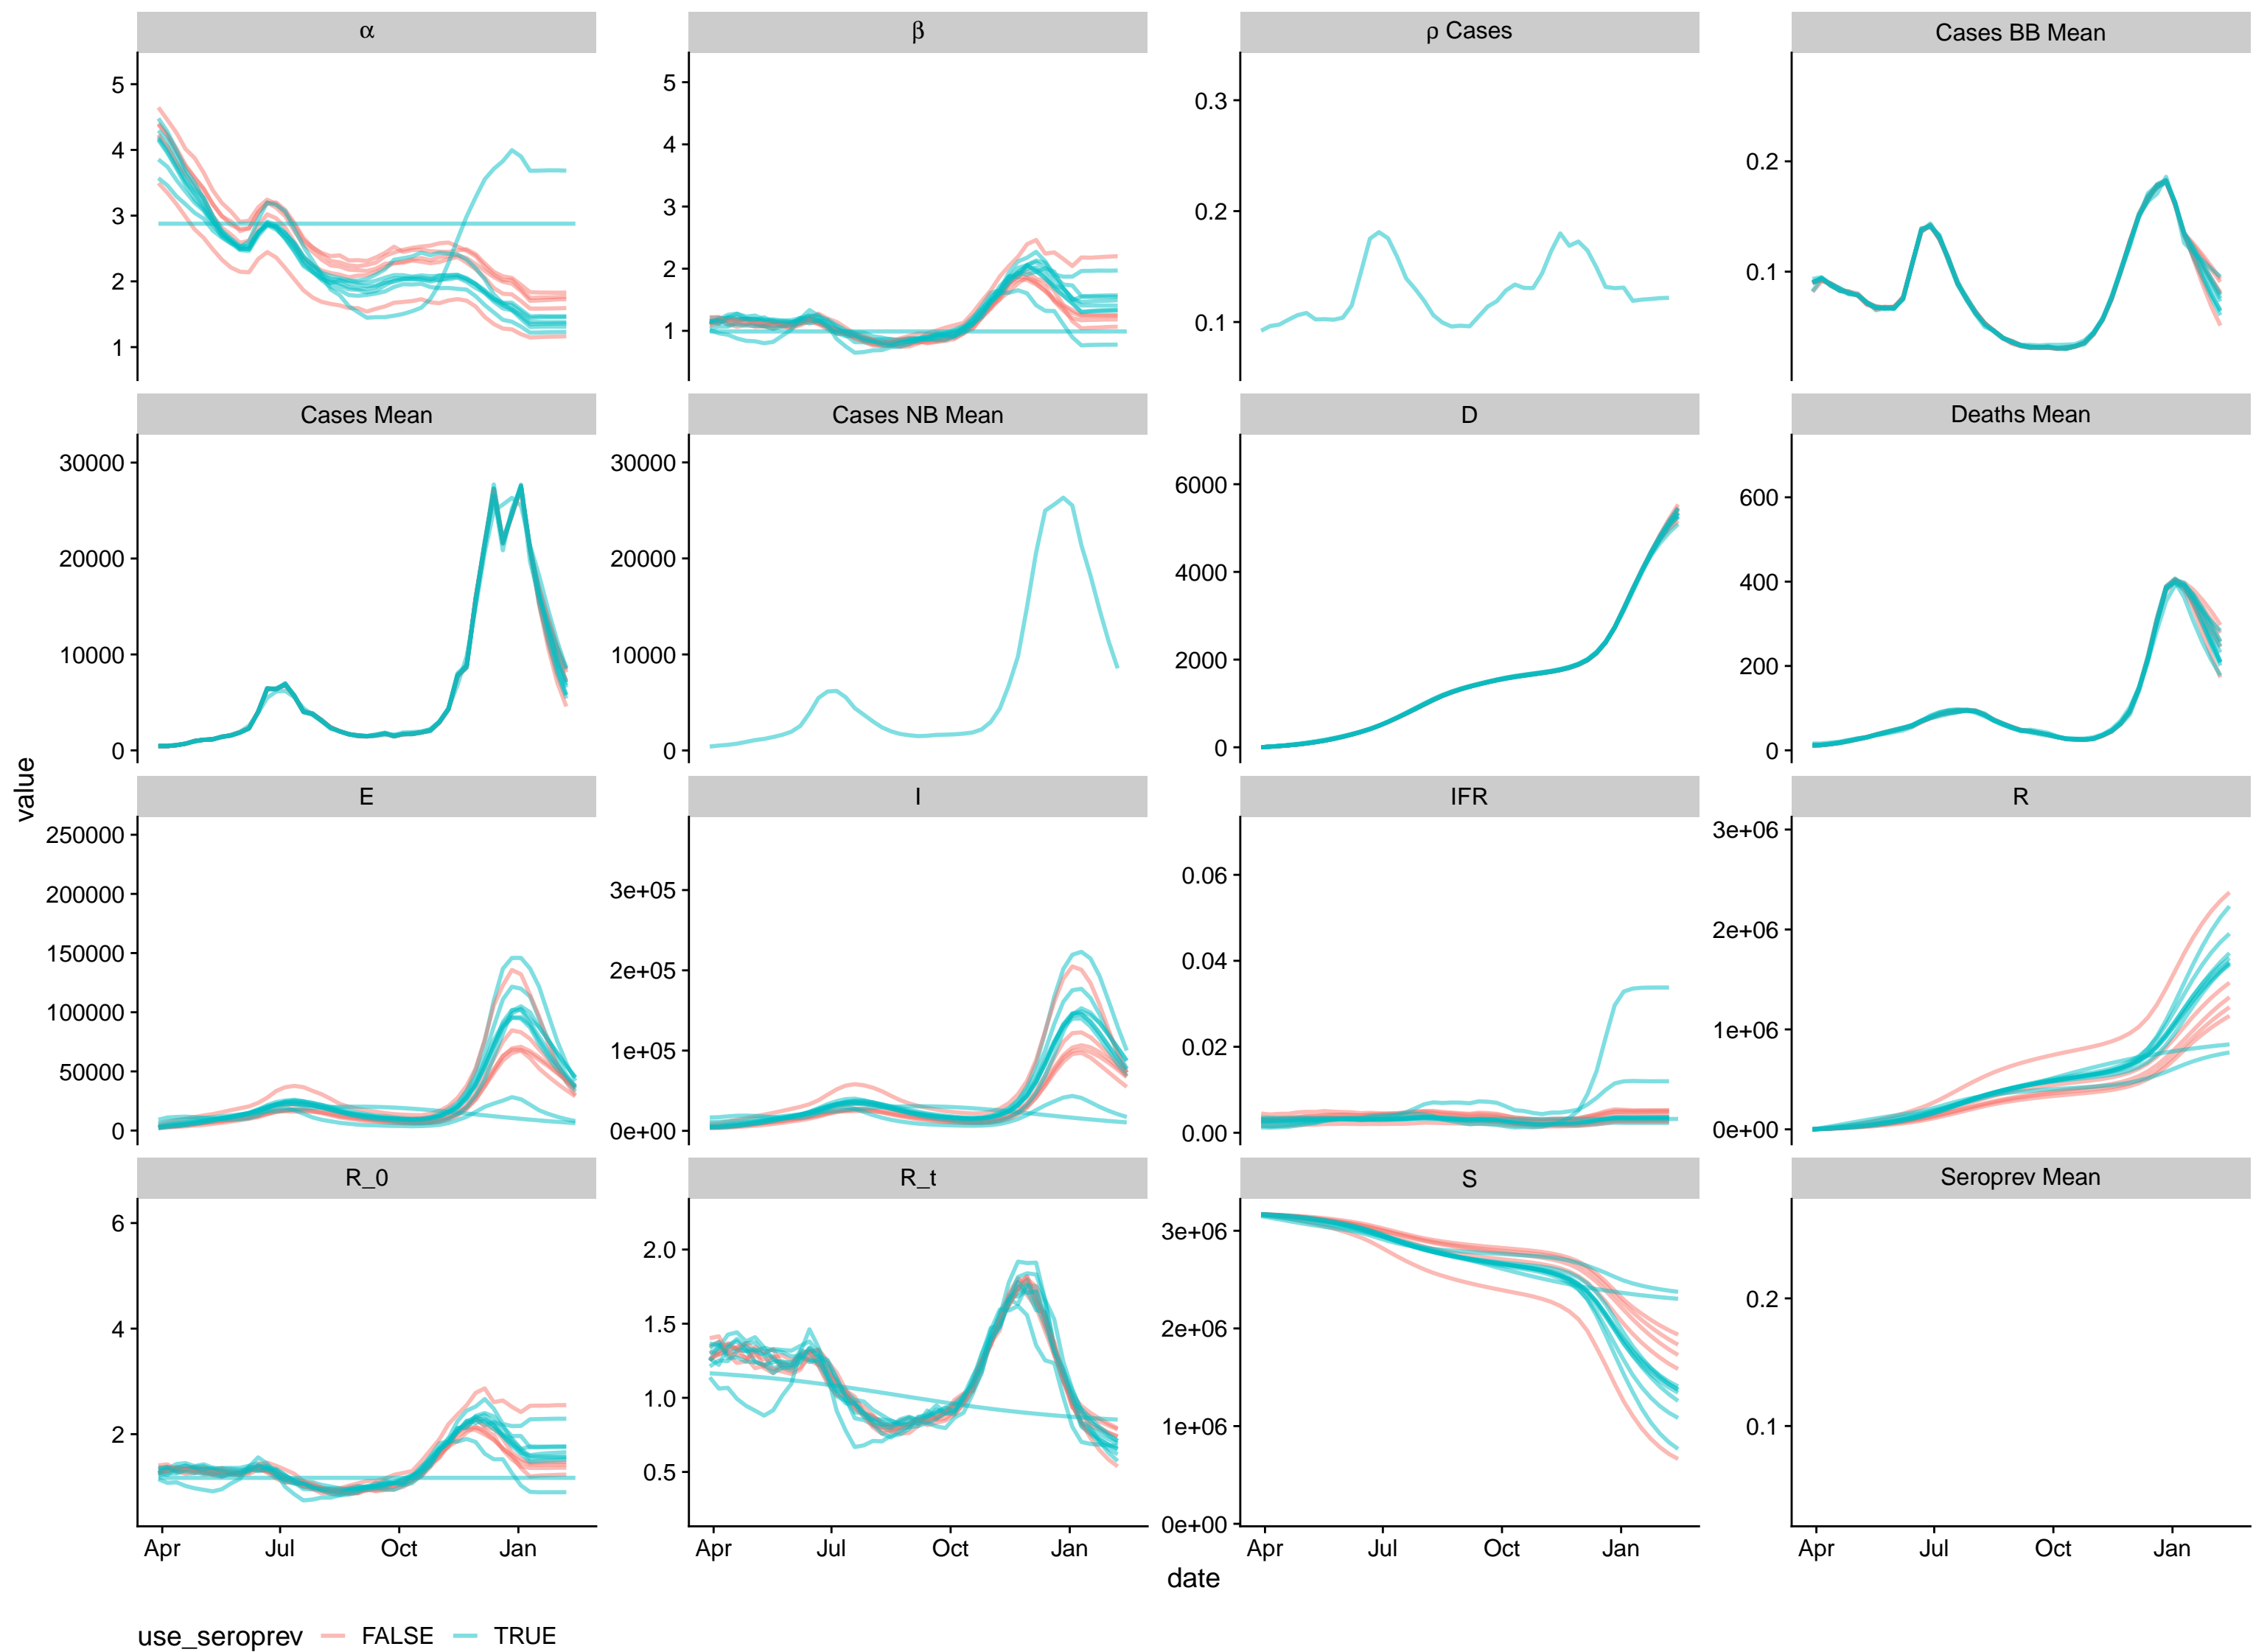 α
β
ρ Cases
Cases BB Mean
5
4
3
2
1
5
4
3
2
1
0.3
0.2
0.1
0.2
0.1
Cases Mean
Cases NB Mean
D
Deaths Mean
30000
20000
10000
0
30000
20000
10000
0
6000
4000
2000
0
600
400
200
0
value
E
I
IFR
R
250000
200000
150000
100000
50000
0
3e+05
2e+05
1e+05
0e+00
0.06
0.04
0.02
0.00
3e+06
2e+06
1e+06
0e+00
R_0
R_t
S
Seroprev Mean
6
4
2
2.0
1.5
1.0
0.5
3e+06
2e+06
1e+06
0e+00
0.2
0.1
Apr Jul Oct Jan
Apr Jul Oct Jan
Apr Jul Oct Jan
Apr Jul Oct Jan
date
use_seroprev FALSE TRUE